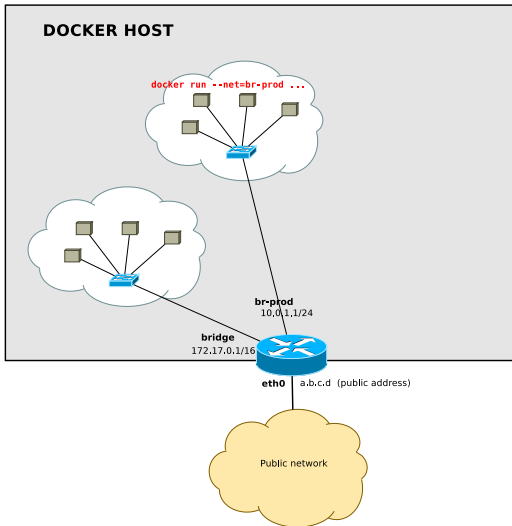 DOCKER HOST
docker run --net=br-prod ...
br-prod
10.0.1.1/24
bridge
172.17.0.1/16
eth0 a.b.c.d (public address)
Public network